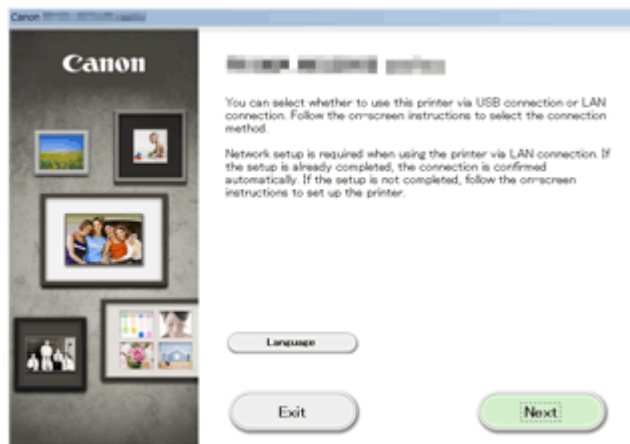 Canon
Canon
You can select whether to use this printer via USB connection or LAN
connection. Follow the on-screen instructions to select the connection
method.
Network setup is required when using the printer via LAN connection. If
the setup is already completed, the connection is confirmed
automatically. If the setup is not completed, follow the on-screen
instructions to set up the printer.
Language
Exit
Next